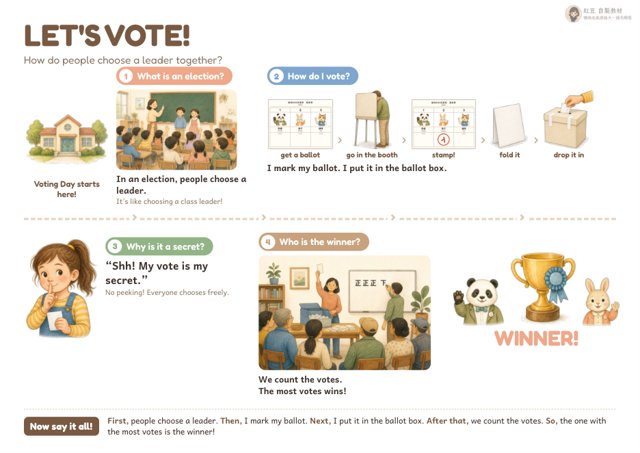 紅豆.自製教材
LET'S VOTE!
How do people choose a leader together?
1 What is an election?
2 How do I vote?
get a ballot
go in the booth
stamp!
fold it
drop it in
Voting Day starts
here!
In an election, people choose a
leader.
It's like choosing a class leader!
I mark my ballot. I put it in the ballot box.
3 Why is it a secret?
"Shh! My vote is my
secret."
No peeking! Everyone chooses freely.
4 Who is the winner?
正正正下
We count the votes.
The most votes wins!
WINNER!
Now say it all!
First, people choose a leader. Then, I mark my ballot. Next, I put it in the ballot box. After that, we count the votes. So, the one with
the most votes is the winner!